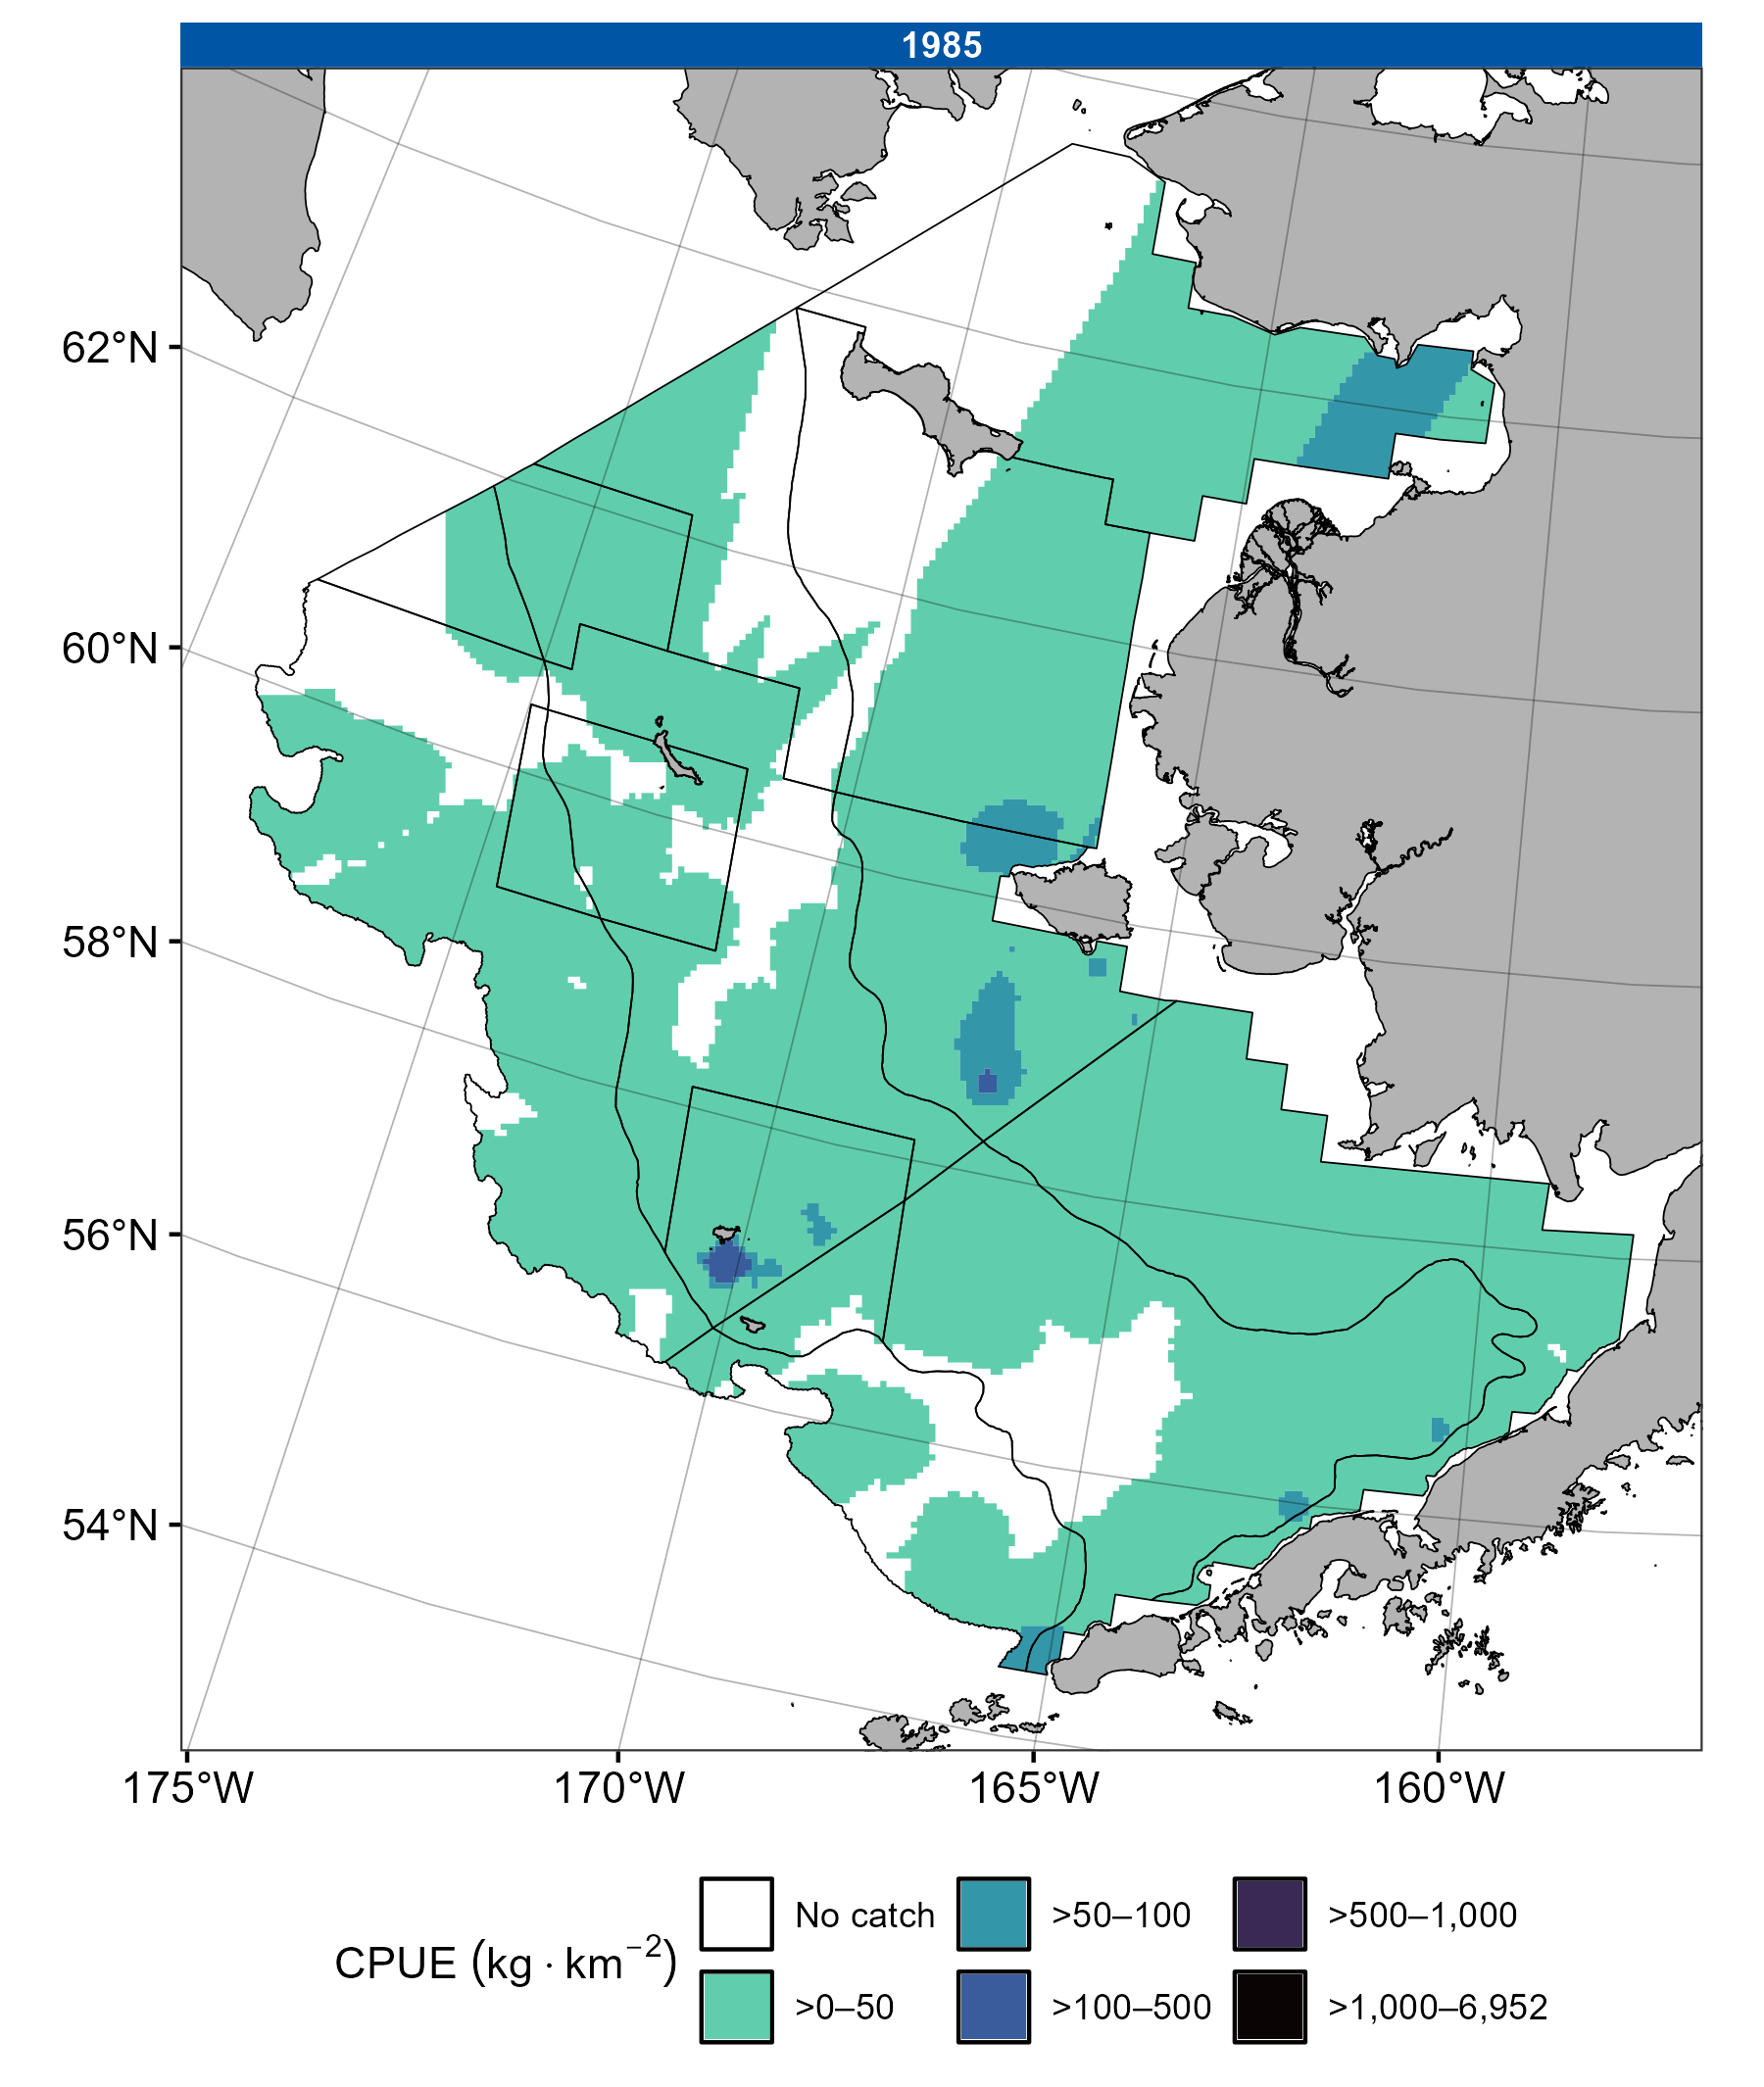 1985
62°N
60°N
58°N
56°N
54°N
175°W 170°W 165°W 160°W
CPUE (kg · km⁻²)
No catch
>0–50
>50–100
>100–500
>500–1,000
>1,000–6,952